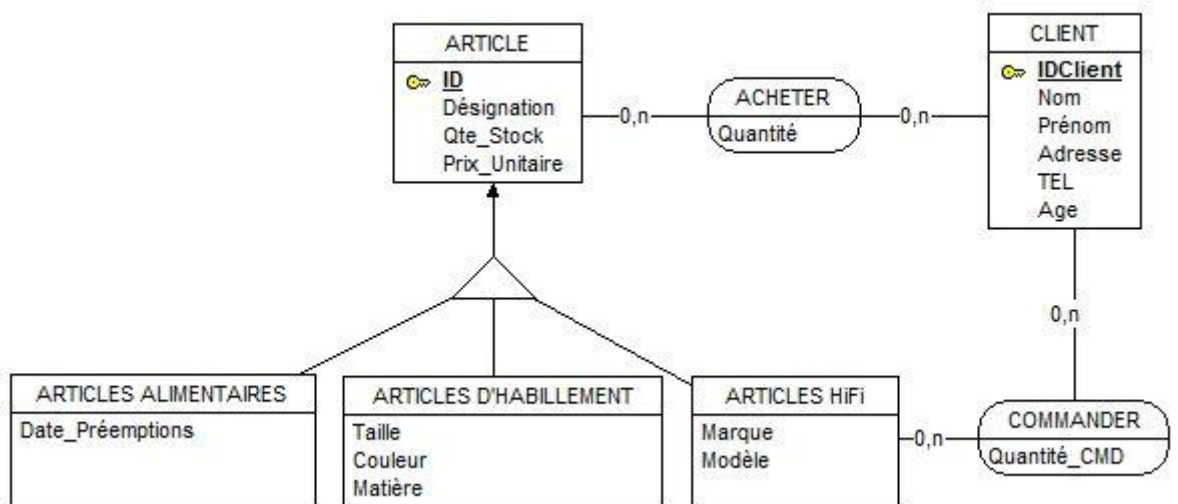 ARTICLE
ID
Désignation
Qte_Stock
Prix_Unitaire
0,n
ACHETER
Quantité
0,n
CLIENT
IDClient
Nom
Prénom
Adresse
TEL
Age
0,n
ARTICLES ALIMENTAIRES
Date_Préemptions
ARTICLES D'HABILLEMENT
Taille
Couleur
Matière
ARTICLES HiFi
Marque
Modèle
0,n
COMMANDER
Quantité_CMD